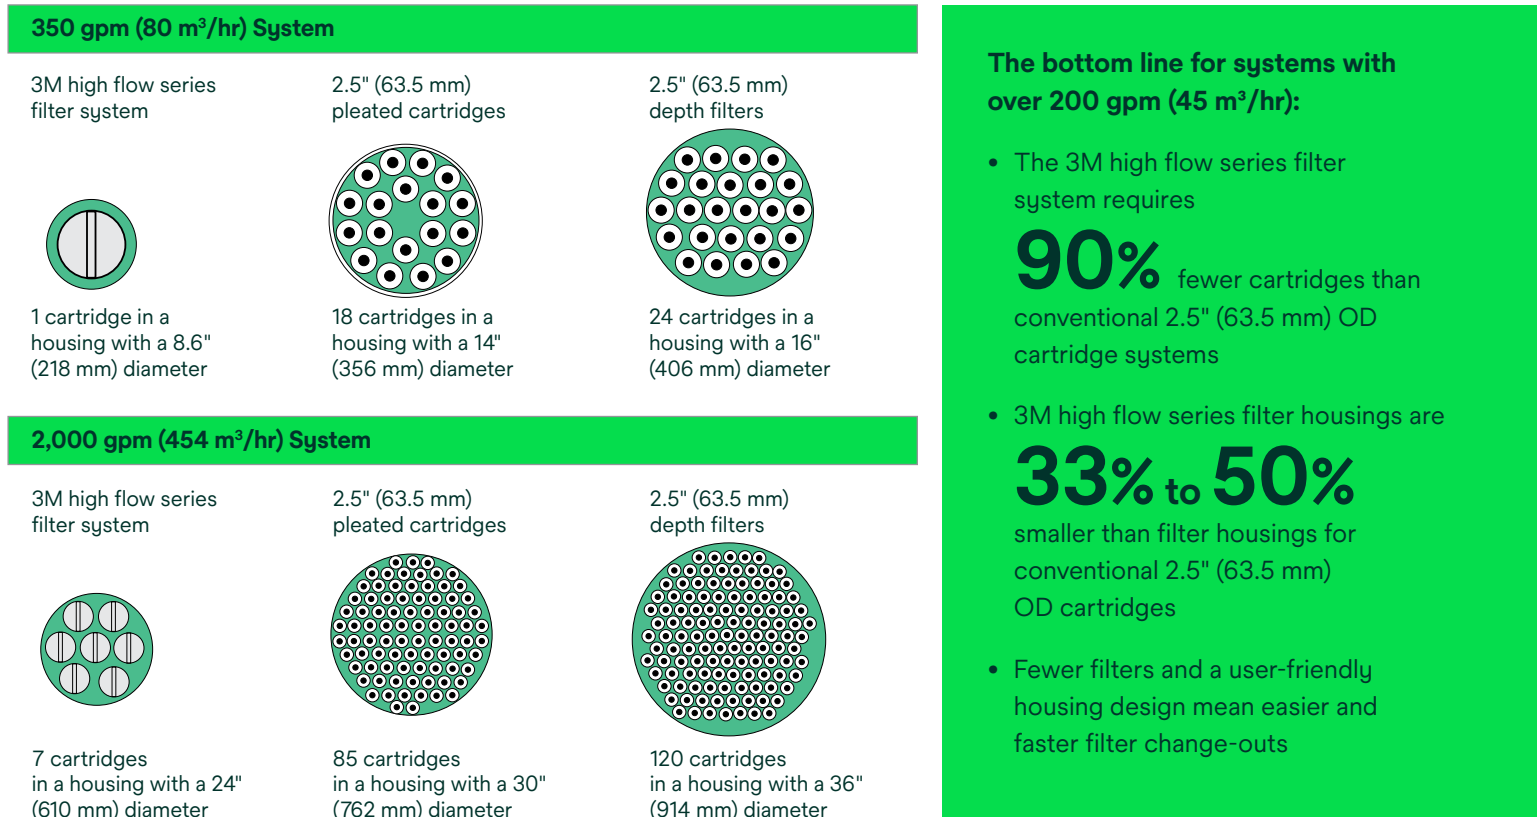 350 gpm (80 m³/hr) System
3M high flow series
filter system
2.5" (63.5 mm)
pleated cartridges
2.5" (63.5 mm)
depth filters
1 cartridge in a
housing with a 8.6"
(218 mm) diameter
18 cartridges in a
housing with a 14"
(356 mm) diameter
24 cartridges in a
housing with a 16"
(406 mm) diameter
2,000 gpm (454 m³/hr) System
3M high flow series
filter system
2.5" (63.5 mm)
pleated cartridges
2.5" (63.5 mm)
depth filters
7 cartridges
in a housing with a 24"
(610 mm) diameter
85 cartridges
in a housing with a 30"
(762 mm) diameter
120 cartridges
in a housing with a 36"
(914 mm) diameter
The bottom line for systems with
over 200 gpm (45 m³/hr):
• The 3M high flow series filter
system requires
90% fewer cartridges than
conventional 2.5" (63.5 mm) OD
cartridge systems
• 3M high flow series filter housings are
33% to 50%
smaller than filter housings for
conventional 2.5" (63.5 mm)
OD cartridges
• Fewer filters and a user-friendly
housing design mean easier and
faster filter change-outs